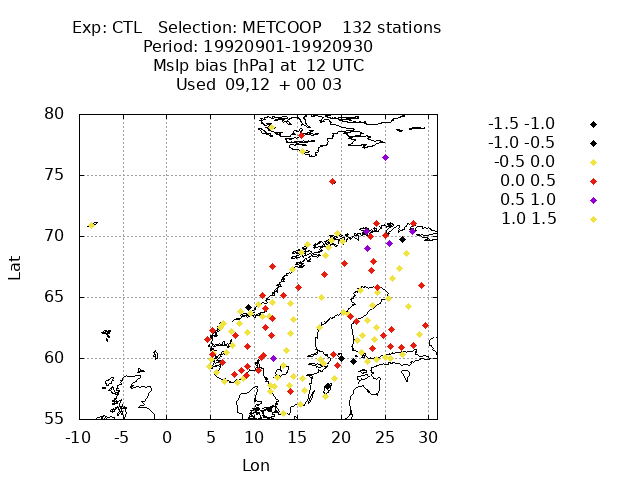 Exp: CTL   Selection: METCOOP    132 stations
Period: 19920901-19920930
Mslp bias [hPa] at  12 UTC
Used  09,12  + 00 03
-1.5 -1.0
-1.0 -0.5
-0.5 0.0
0.0 0.5
0.5 1.0
1.0 1.5
Lat
80
75
70
65
60
55
-10 -5 0 5 10 15 20 25 30
Lon